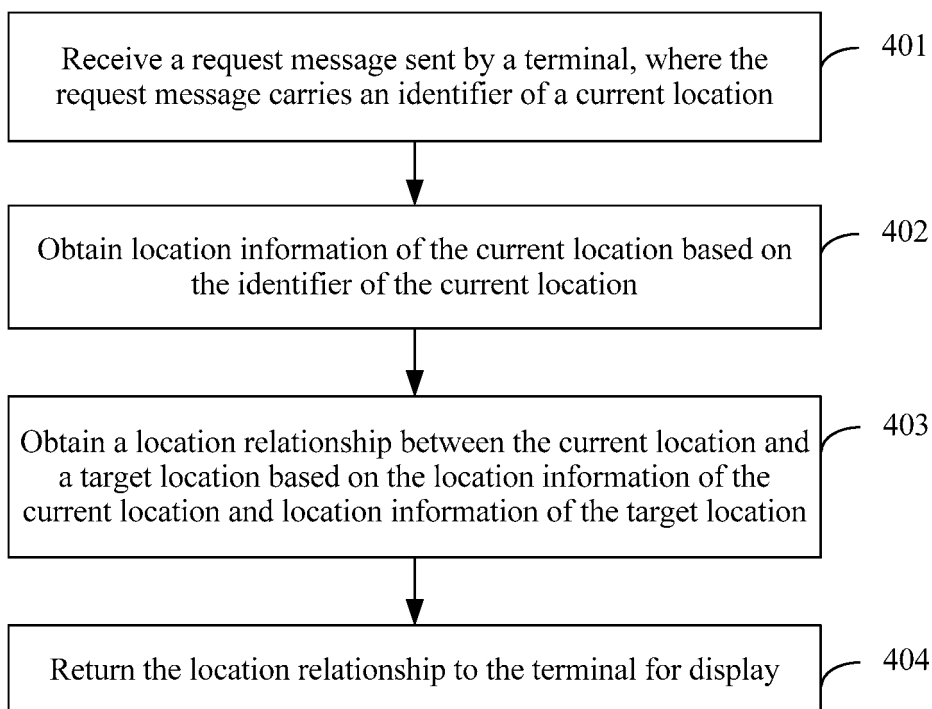 Receive a request message sent by a terminal, where the
request message carries an identifier of a current location
401
Obtain location information of the current location based on
the identifier of the current location
402
Obtain a location relationship between the current location and
a target location based on the location information of the
current location and location information of the target location
403
Return the location relationship to the terminal for display
404